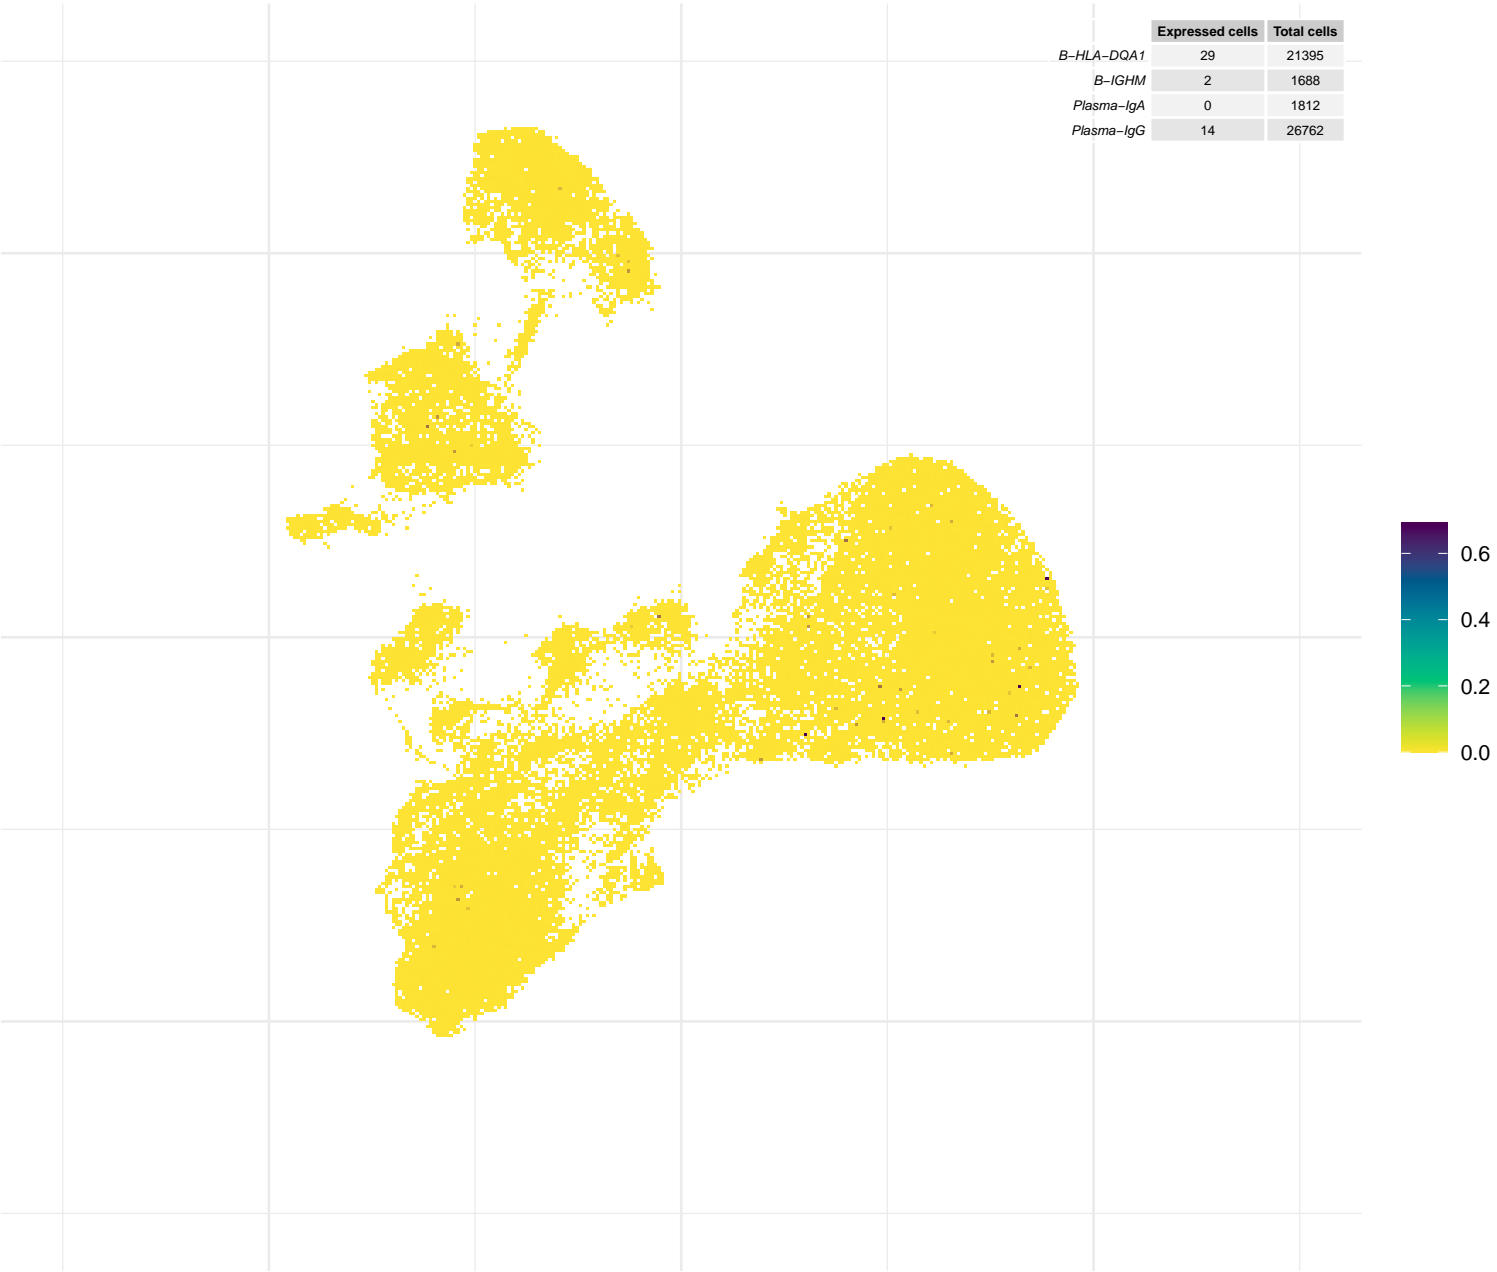 Expressed cells Total cells
B−HLA−DQA1 29 21395
B−IGHM 2 1688
Plasma−IgA 0 1812
Plasma−IgG 14 26762
0.6
0.4
0.2
0.0